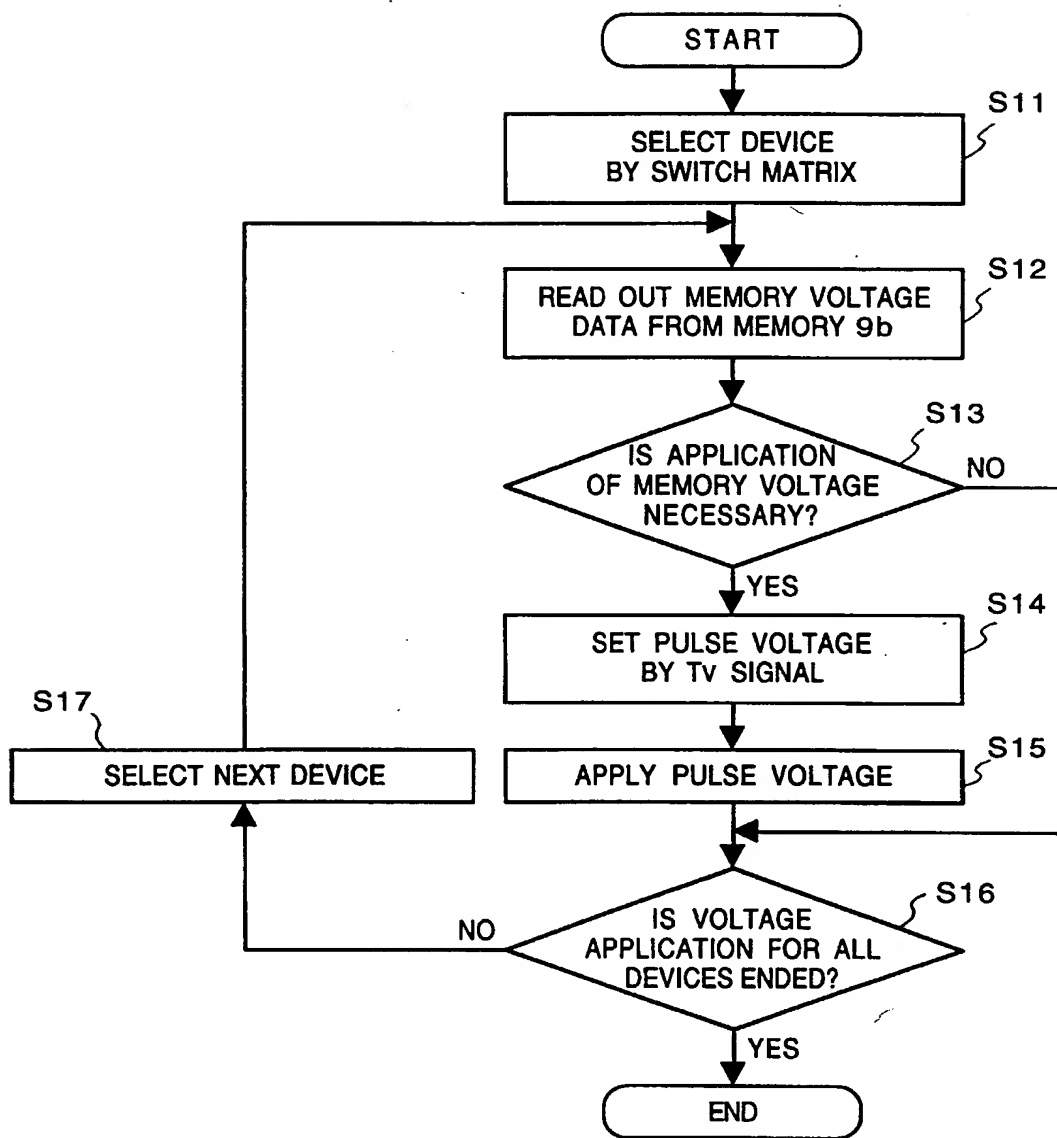 START
S11
SELECT DEVICE
BY SWITCH MATRIX
S12
READ OUT MEMORY VOLTAGE
DATA FROM MEMORY 9b
S13
IS APPLICATION
OF MEMORY VOLTAGE
NECESSARY?
NO
YES
S14
SET PULSE VOLTAGE
BY Tv SIGNAL
S17
SELECT NEXT DEVICE
S15
APPLY PULSE VOLTAGE
S16
NO
IS VOLTAGE
APPLICATION FOR ALL
DEVICES ENDED?
YES
END